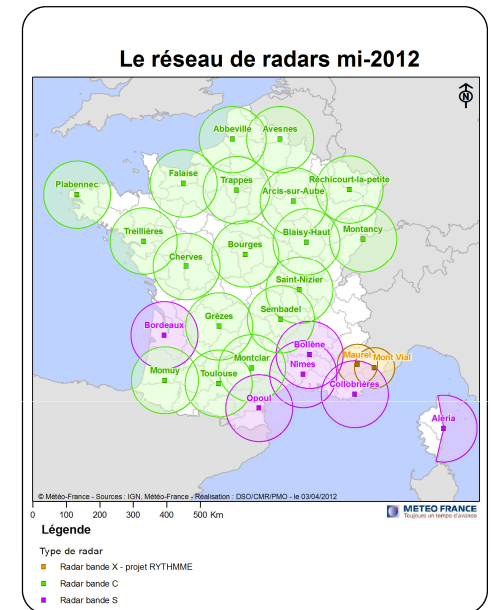 Le réseau de radars mi-2012
N
Abbeville
Avesnes
Plabennec
Falaise
Trappes
Arcis-sur-Aube
Réchicourt-la-petite
Treillières
Cherves
Bourges
Blaisy-Haut
Montancy
Saint-Nizier
Sembadel
Grèzes
Bordeaux
Bollène
Maurel
Mont Vial
Momuy
Toulouse
Montclar
Nîmes
Collobrières
Opoul
Aléria
© Météo-France - Sources : IGN, Météo-France - Réalisation : DSO/CMR/PMO - le 03/04/2012
0 100 200 300 400 500 Km
METEO FRANCE
Toujours un temps d'avance
Légende
Type de radar
Radar bande X - projet RYTHMME
Radar bande C
Radar bande S